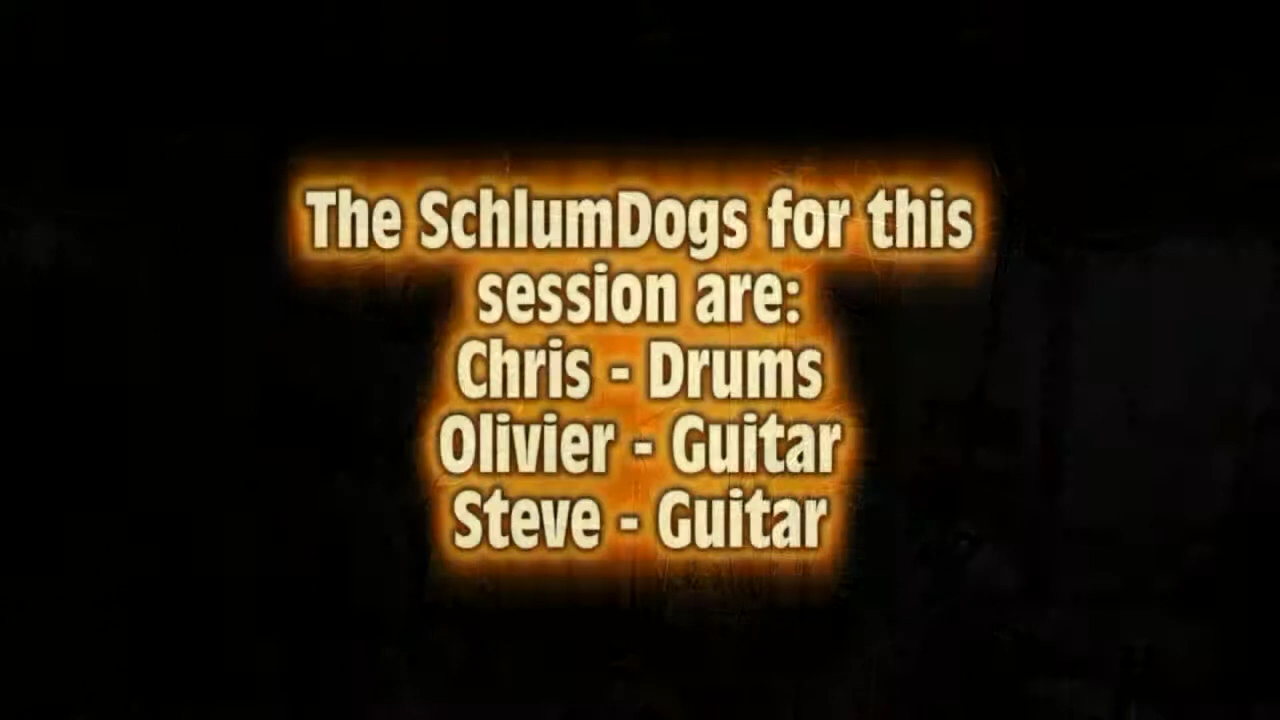 The SchlumDogs for this
session are:
Chris - Drums
Olivier - Guitar
Steve - Guitar